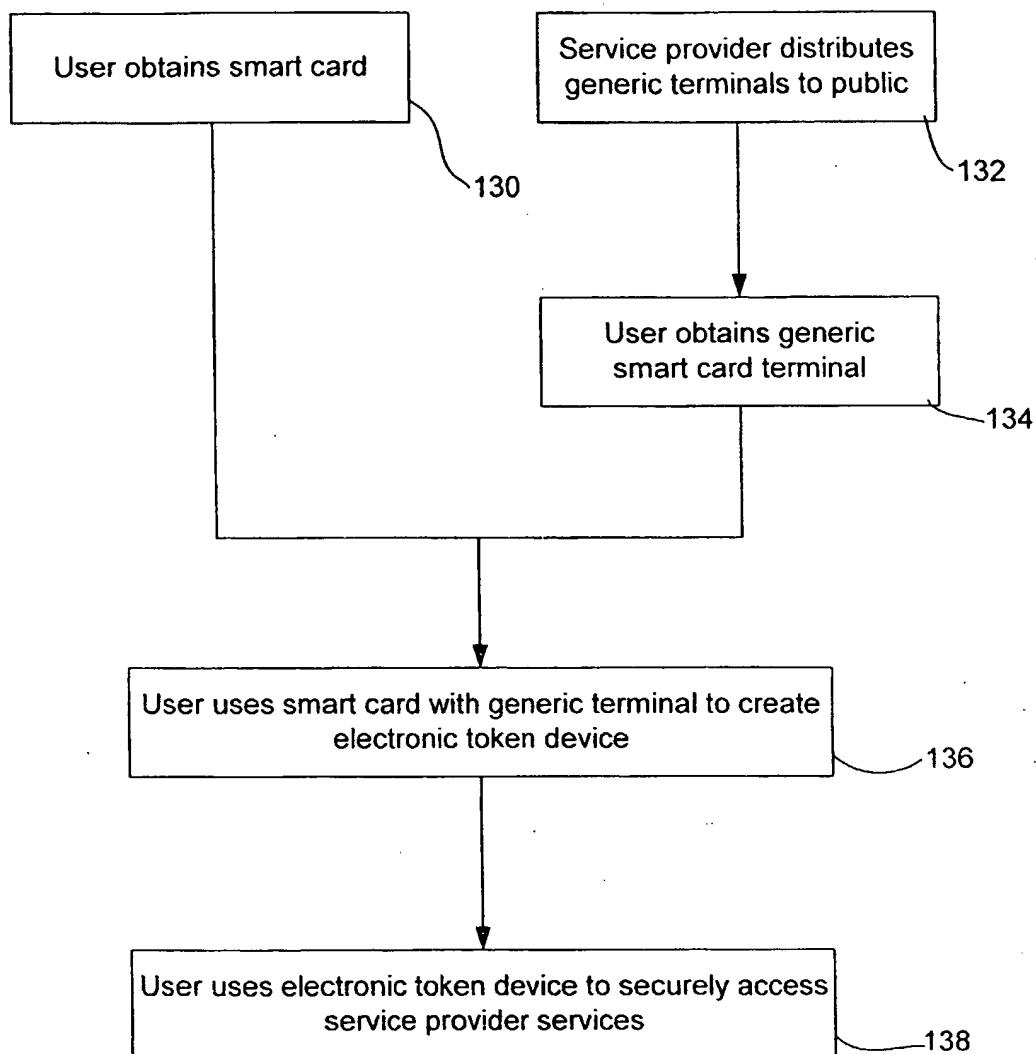 User obtains smart card
130
Service provider distributes
generic terminals to public
132
User obtains generic
smart card terminal
134
User uses smart card with generic terminal to create
electronic token device
136
User uses electronic token device to securely access
service provider services
138